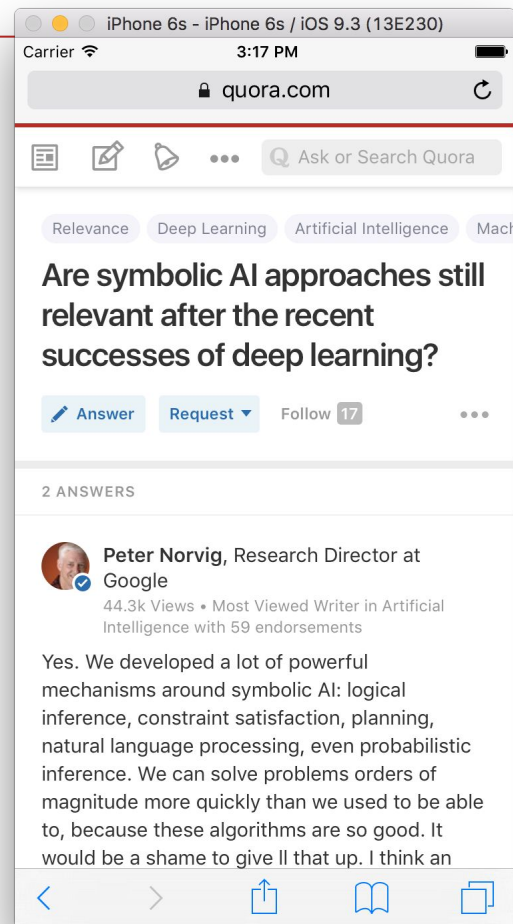 iPhone 6s - iPhone 6s / iOS 9.3 (13E230)
Carrier 3:17 PM
quora.com
Q Ask or Search Quora
Relevance Deep Learning Artificial Intelligence Mach
Are symbolic AI approaches still
relevant after the recent
successes of deep learning?
Answer Request Follow 17
2 ANSWERS
Peter Norvig, Research Director at
Google
44.3k Views • Most Viewed Writer in Artificial
Intelligence with 59 endorsements
Yes. We developed a lot of powerful
mechanisms around symbolic AI: logical
inference, constraint satisfaction, planning,
natural language processing, even probabilistic
inference. We can solve problems orders of
magnitude more quickly than we used to be able
to, because these algorithms are so good. It
would be a shame to give ll that up. I think an